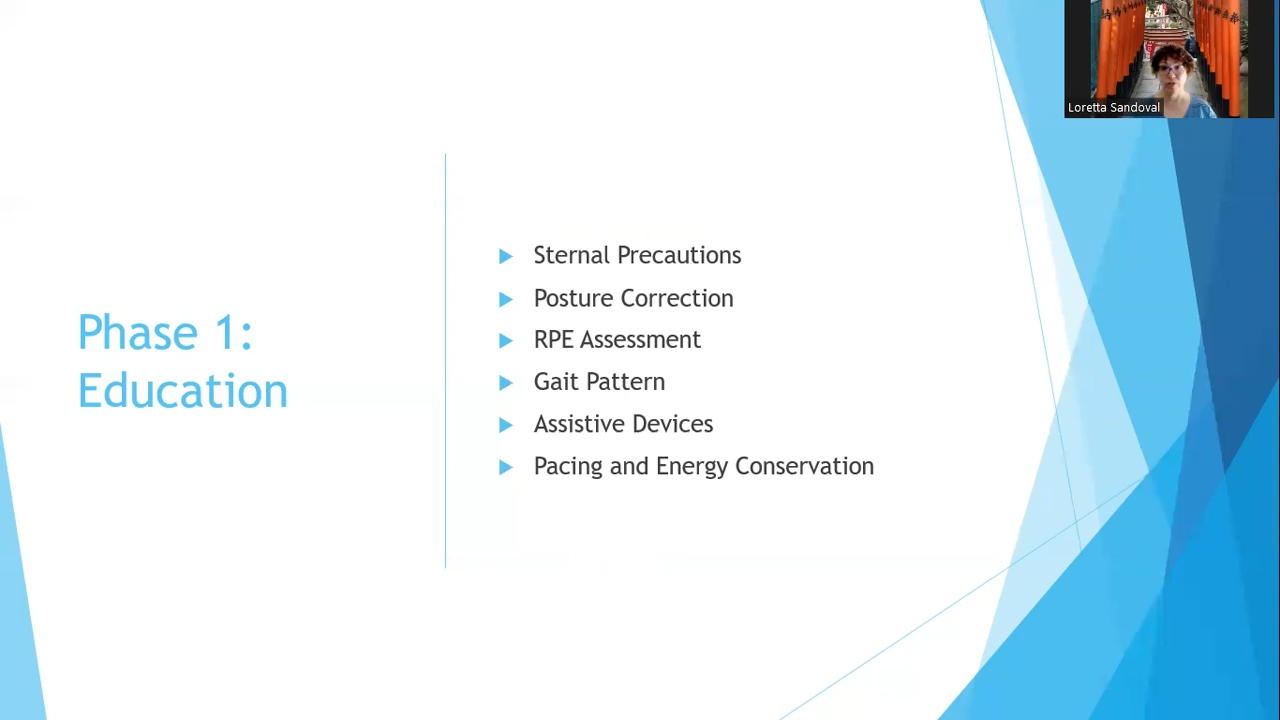 Loretta Sandoval
Phase 1:
Education
Sternal Precautions
Posture Correction
RPE Assessment
Gait Pattern
Assistive Devices
Pacing and Energy Conservation